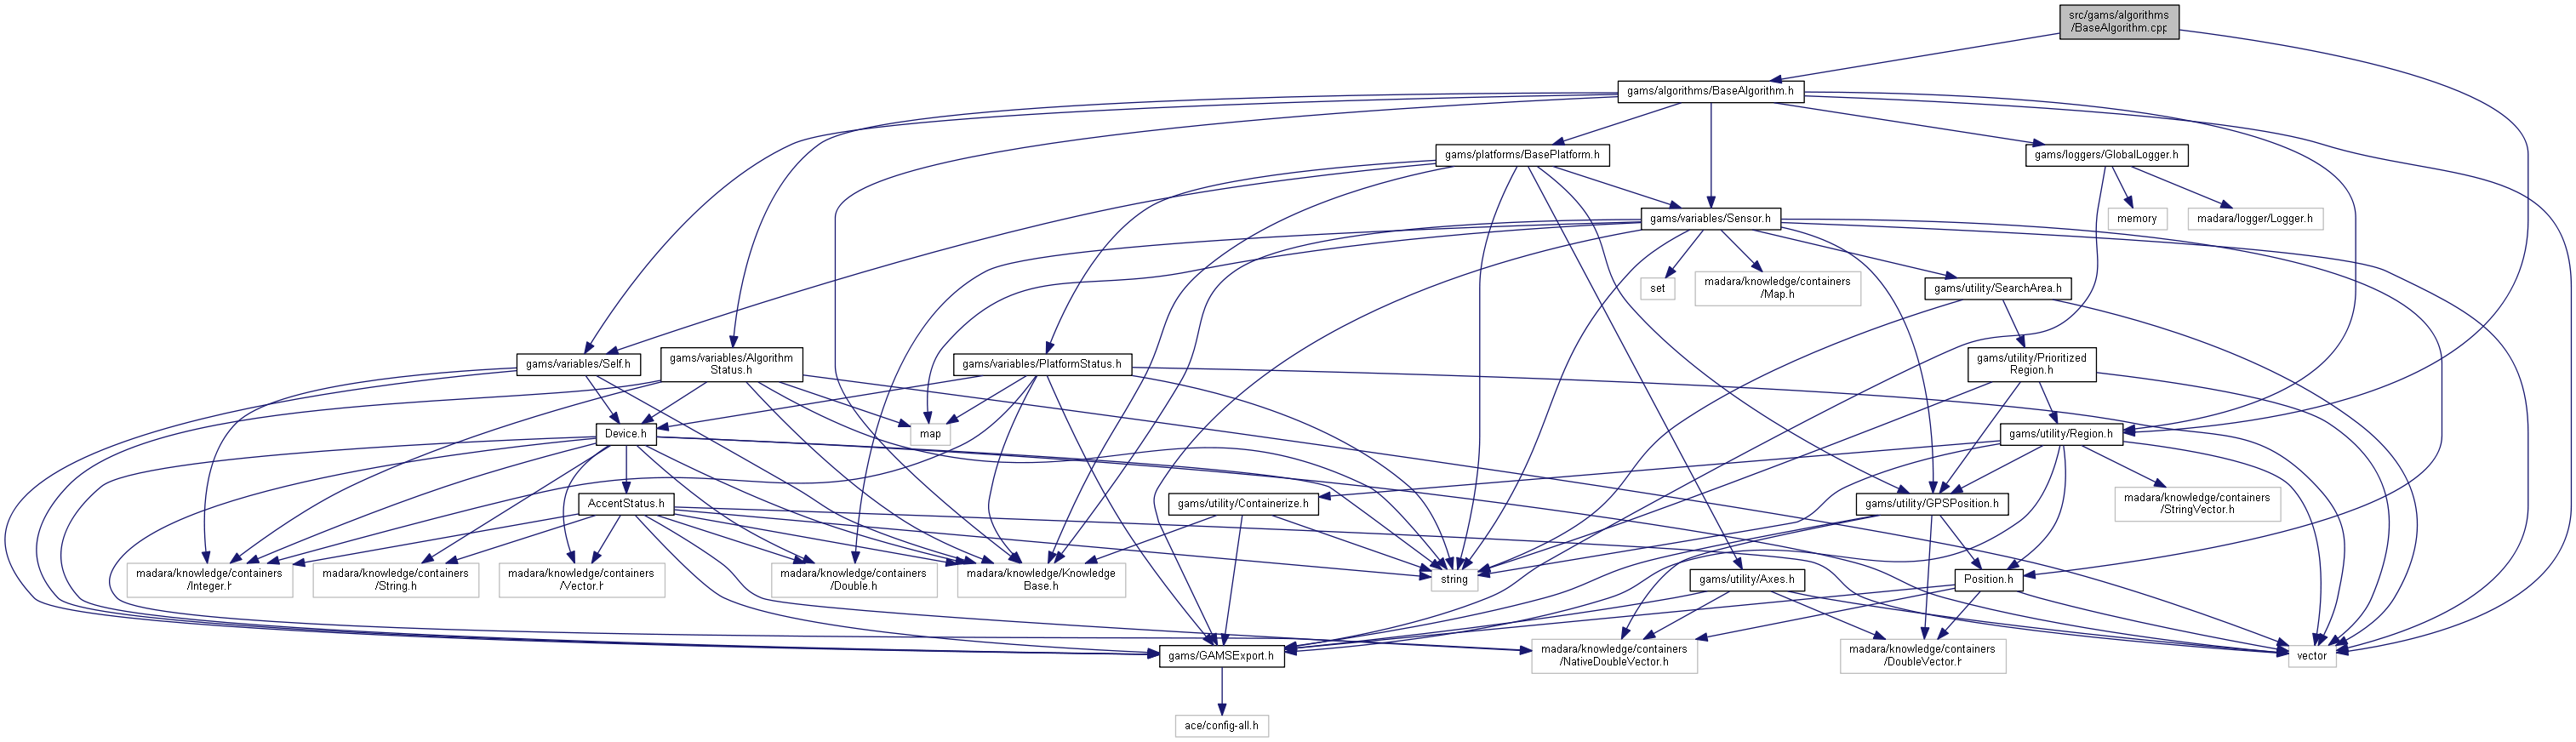 src/gams/algorithms
/BaseAlgorithm.cpp
gams/algorithms/BaseAlgorithm.h
gams/platforms/BasePlatform.h
gams/loggers/GlobalLogger.h
gams/variables/Sensor.h
memory
madara/logger/Logger.h
set
madara/knowledge/containers
/Map.h
gams/utility/SearchArea.h
gams/variables/Self.h
gams/variables/Algorithm
Status.h
gams/variables/PlatformStatus.h
gams/utility/Prioritized
Region.h
Device.h
map
gams/utility/Region.h
AccentStatus.h
gams/utility/Containerize.h
gams/utility/GPSPosition.h
madara/knowledge/containers
/StringVector.h
madara/knowledge/containers
/Integer.h
madara/knowledge/containers
/String.h
madara/knowledge/containers
/Vector.h
madara/knowledge/containers
/Double.h
madara/knowledge/Knowledge
Base.h
string
gams/utility/Axes.h
Position.h
gams/GAMSExport.h
madara/knowledge/containers
/NativeDoubleVector.h
madara/knowledge/containers
/DoubleVector.h
vector
ace/config-all.h